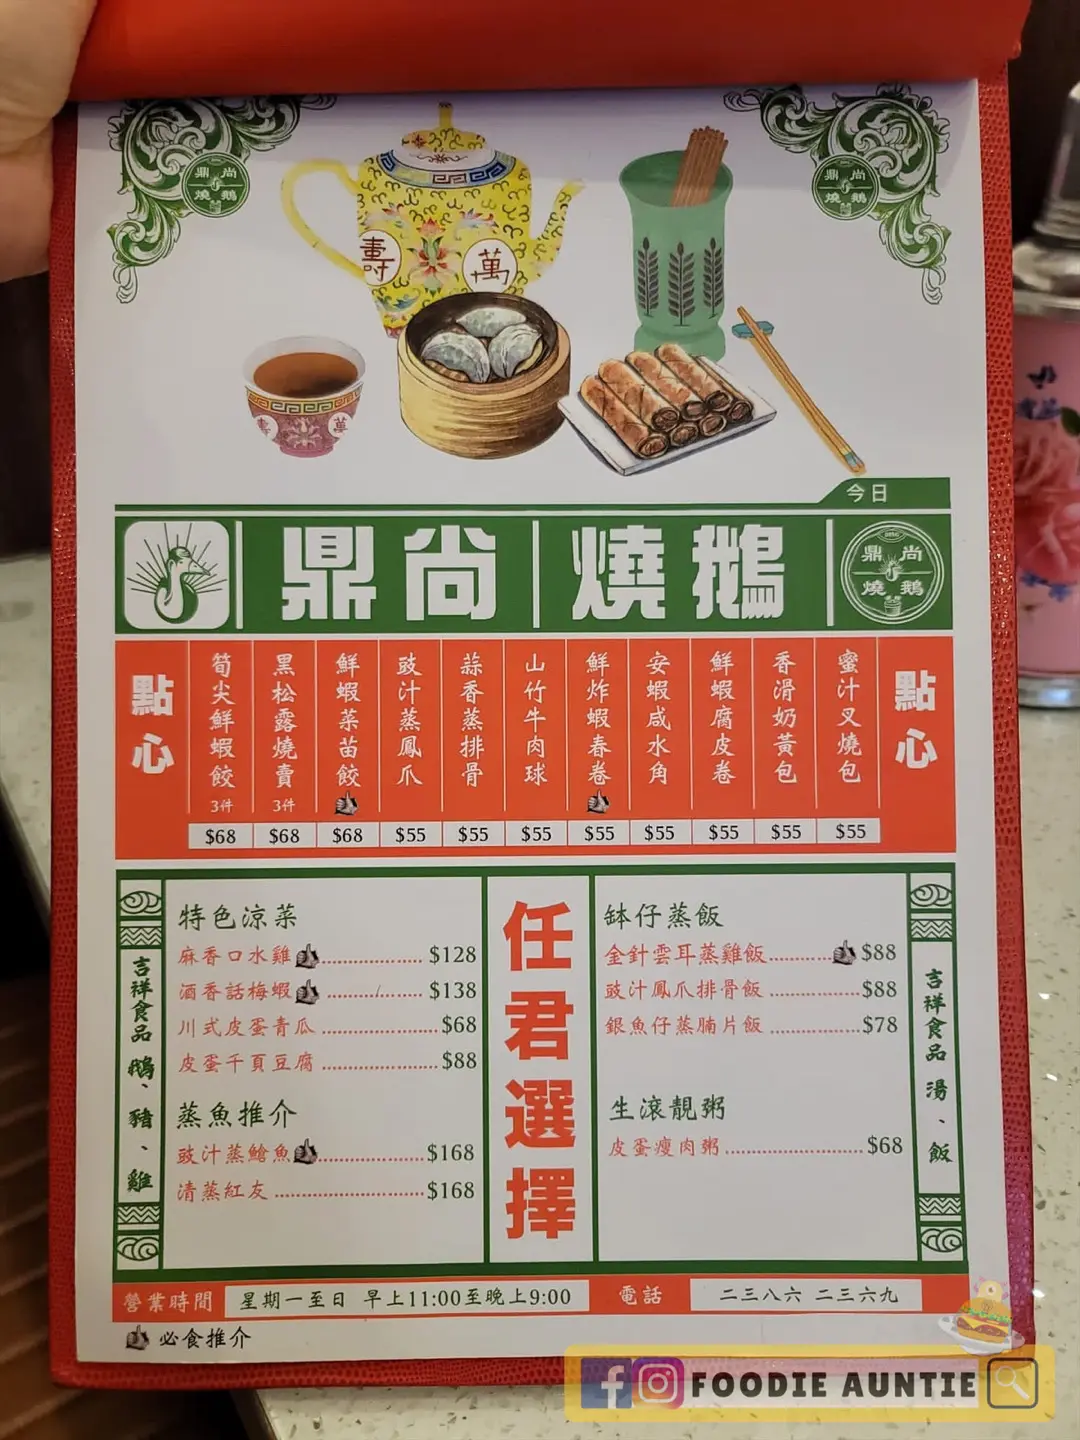 鼎尚
燒鵝
鼎尚
燒鵝
壽
萬
壽
萬
今日
鼎尚燒鵝
鼎尚
燒鵝
點心
筍尖鮮蝦餃 3件 $68
黑松露燒賣 3件 $68
鮮蝦菜苗餃 $68
豉汁蒸鳳爪 $55
蒜香蒸排骨 $55
山竹牛肉球 $55
鮮炸蝦春卷 $55
安蝦咸水角 $55
鮮蝦腐皮卷 $55
香滑奶黃包 $55
蜜汁叉燒包 $55
點心
吉祥食品 鵝、豬、雞
特色涼菜
麻香口水雞 $128
酒香話梅蝦 $138
川式皮蛋青瓜 $68
皮蛋千頁豆腐 $88
蒸魚推介
豉汁蒸鱠魚 $168
清蒸紅友 $168
任君選擇
缽仔蒸飯
金針雲耳蒸雞飯 $88
豉汁鳳爪排骨飯 $88
銀魚仔蒸腩片飯 $78
生滾靚粥
皮蛋瘦肉粥 $68
吉祥食品 湯、飯
營業時間 星期一至日 早上11:00至晚上9:00 電話 二三八六 二三六九
必食推介
FOODIE AUNTIE